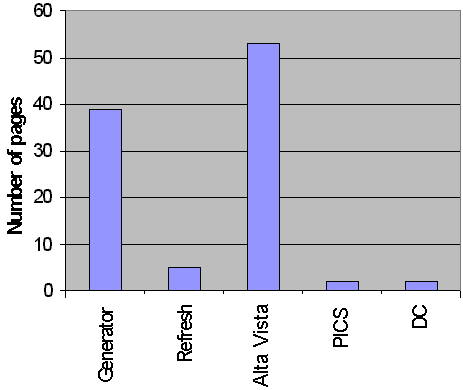 60
50
40
30
20
10
0
Number of pages
Generator
Refresh
Alta Vista
PICS
DC